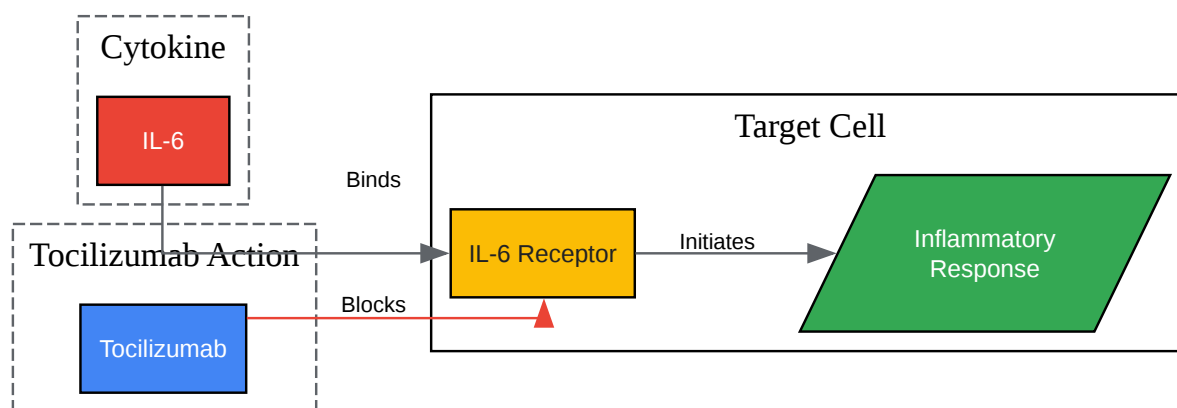 Cytokine
IL-6
Target Cell
Binds
Tocilizumab Action
IL-6 Receptor
Initiates
Inflammatory
Response
Blocks
Tocilizumab